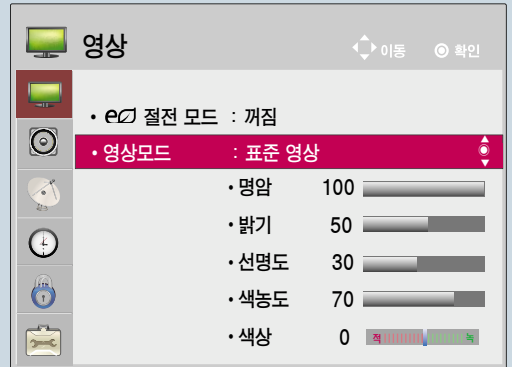 영상
이동 확인
• eco 절전 모드 : 꺼짐
• 영상모드 : 표준 영상
• 명암 100
• 밝기 50
• 선명도 30
• 색농도 70
• 색상 0 적 녹